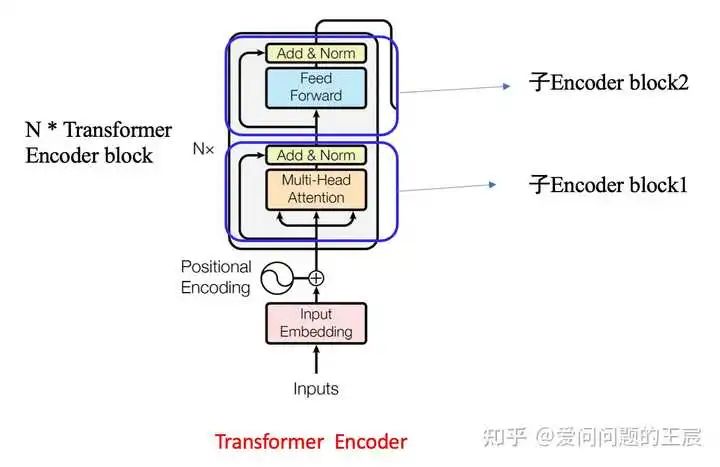 Add & Norm
Feed
Forward
子Encoder block2
N * Transformer
Encoder block
N×
Add & Norm
Multi-Head
Attention
子Encoder block1
Positional
Encoding
Input
Embedding
Inputs
Transformer Encoder
知乎 @爱问问题的王宸